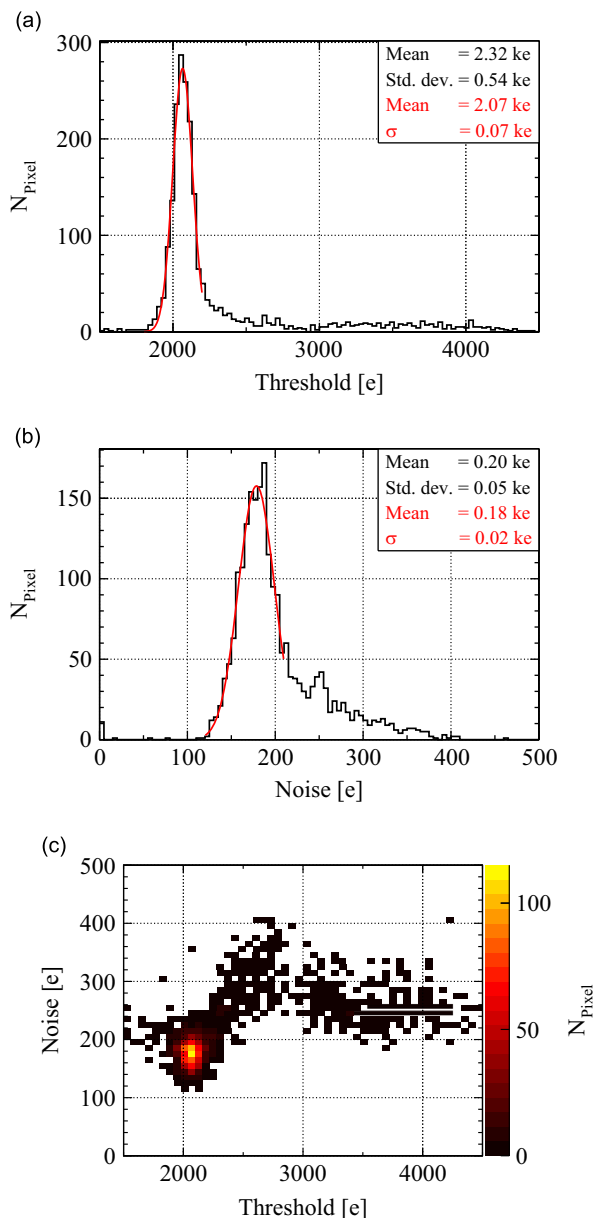 (a)
300
200
100
0
N_Pixel
Mean = 2.32 ke
Std. dev. = 0.54 ke
Mean = 2.07 ke
σ = 0.07 ke
2000 3000 4000
Threshold [e]
(b)
150
100
50
0
N_Pixel
Mean = 0.20 ke
Std. dev. = 0.05 ke
Mean = 0.18 ke
σ = 0.02 ke
0 100 200 300 400 500
Noise [e]
(c)
500
400
300
200
100
0
Noise [e]
100
50
0
N_Pixel
2000 3000 4000
Threshold [e]